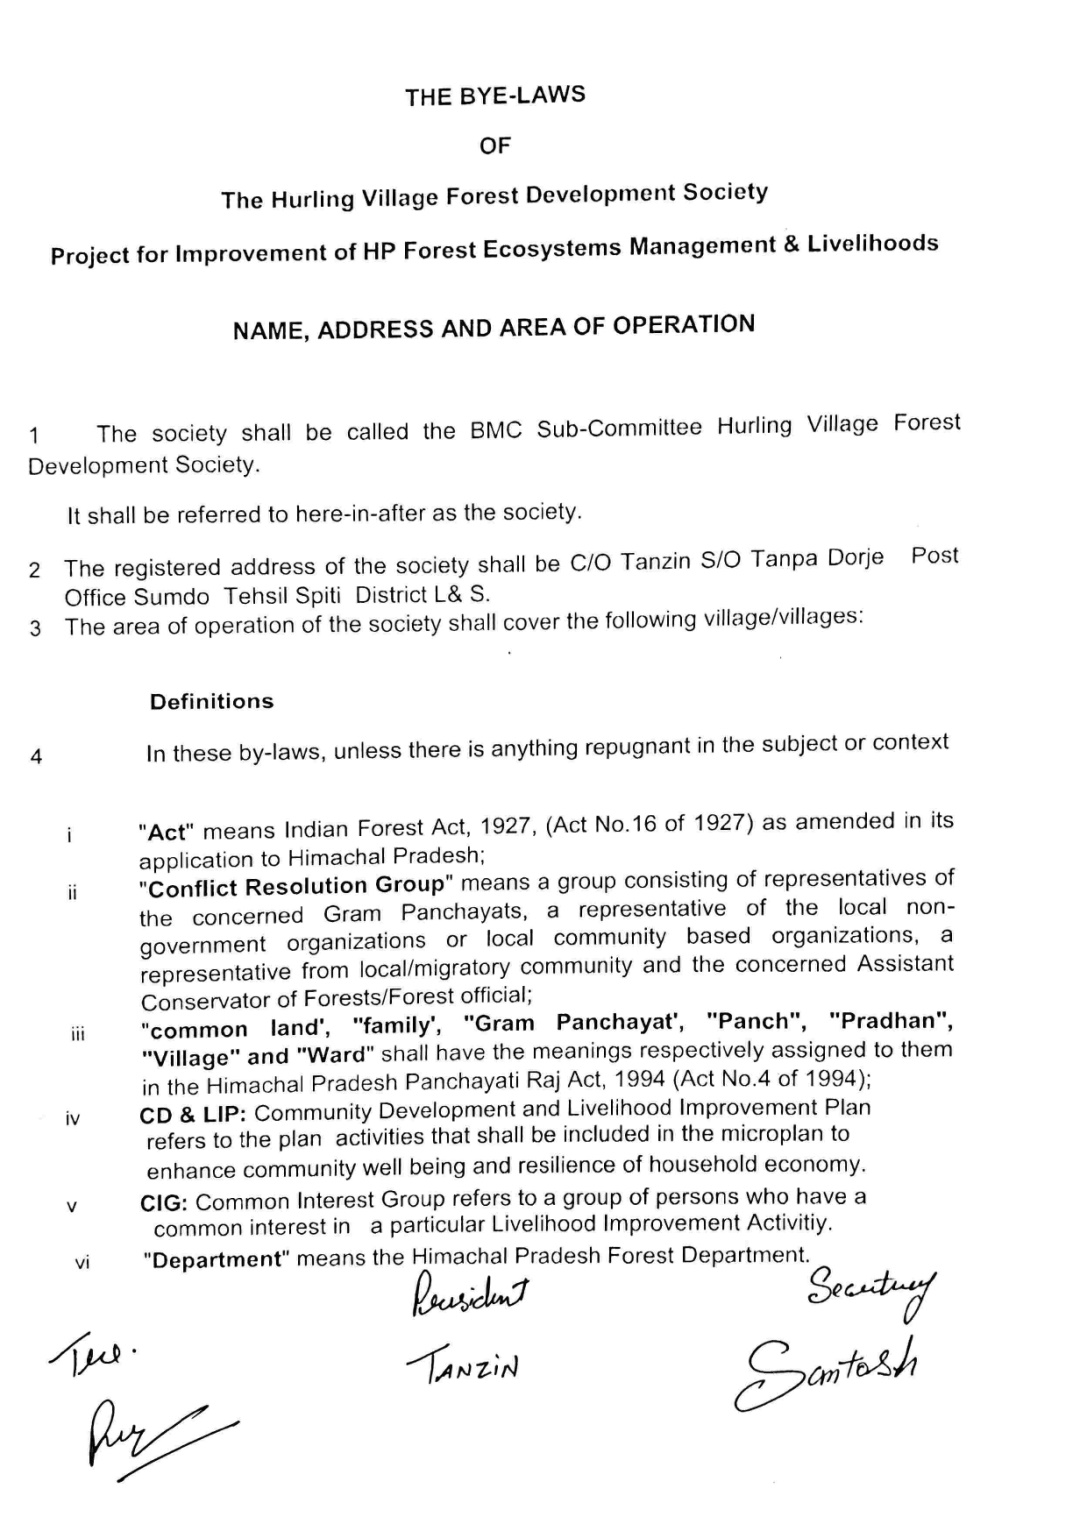 THE BYE-LAWS
OF
The Hurling Village Forest Development Society
Project for Improvement of HP Forest Ecosystems Management & Livelihoods
NAME, ADDRESS AND AREA OF OPERATION
1 The society shall be called the BMC Sub-Committee Hurling Village Forest
Development Society.
It shall be referred to here-in-after as the society.
2 The registered address of the society shall be C/O Tanzin S/O Tanpa Dorje Post
Office Sumdo Tehsil Spiti District L& S.
3 The area of operation of the society shall cover the following village/villages:
Definitions
4 In these by-laws, unless there is anything repugnant in the subject or context
i "Act" means Indian Forest Act, 1927, (Act No.16 of 1927) as amended in its
application to Himachal Pradesh;
ii "Conflict Resolution Group" means a group consisting of representatives of
the concerned Gram Panchayats, a representative of the local non-
government organizations or local community based organizations, a
representative from local/migratory community and the concerned Assistant
Conservator of Forests/Forest official;
iii "common land', "family', "Gram Panchayat', "Panch", "Pradhan",
"Village" and "Ward" shall have the meanings respectively assigned to them
in the Himachal Pradesh Panchayati Raj Act, 1994 (Act No.4 of 1994);
iv CD & LIP: Community Development and Livelihood Improvement Plan
refers to the plan activities that shall be included in the microplan to
enhance community well being and resilience of household economy.
v CIG: Common Interest Group refers to a group of persons who have a
common interest in a particular Livelihood Improvement Activitiy.
vi "Department" means the Himachal Pradesh Forest Department.
President Secretary
TANZIN Santosh